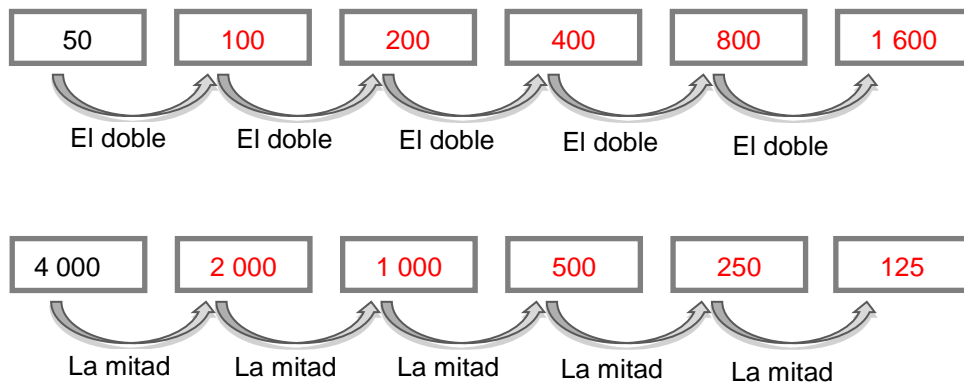 50 100 200 400 800 1 600
El doble El doble El doble El doble El doble
4 000 2 000 1 000 500 250 125
La mitad La mitad La mitad La mitad La mitad